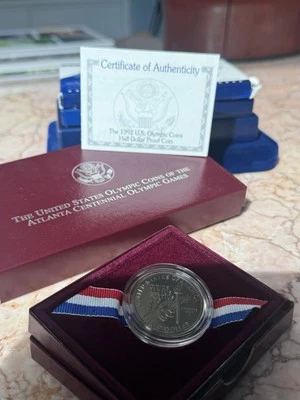 Certificate of Authenticity
The 1992 U.S. Olympic Coins
Half Dollar Proof Coin
THE UNITED STATES OLYMPIC COINS OF THE
ATLANTA CENTENNIAL OLYMPIC GAMES